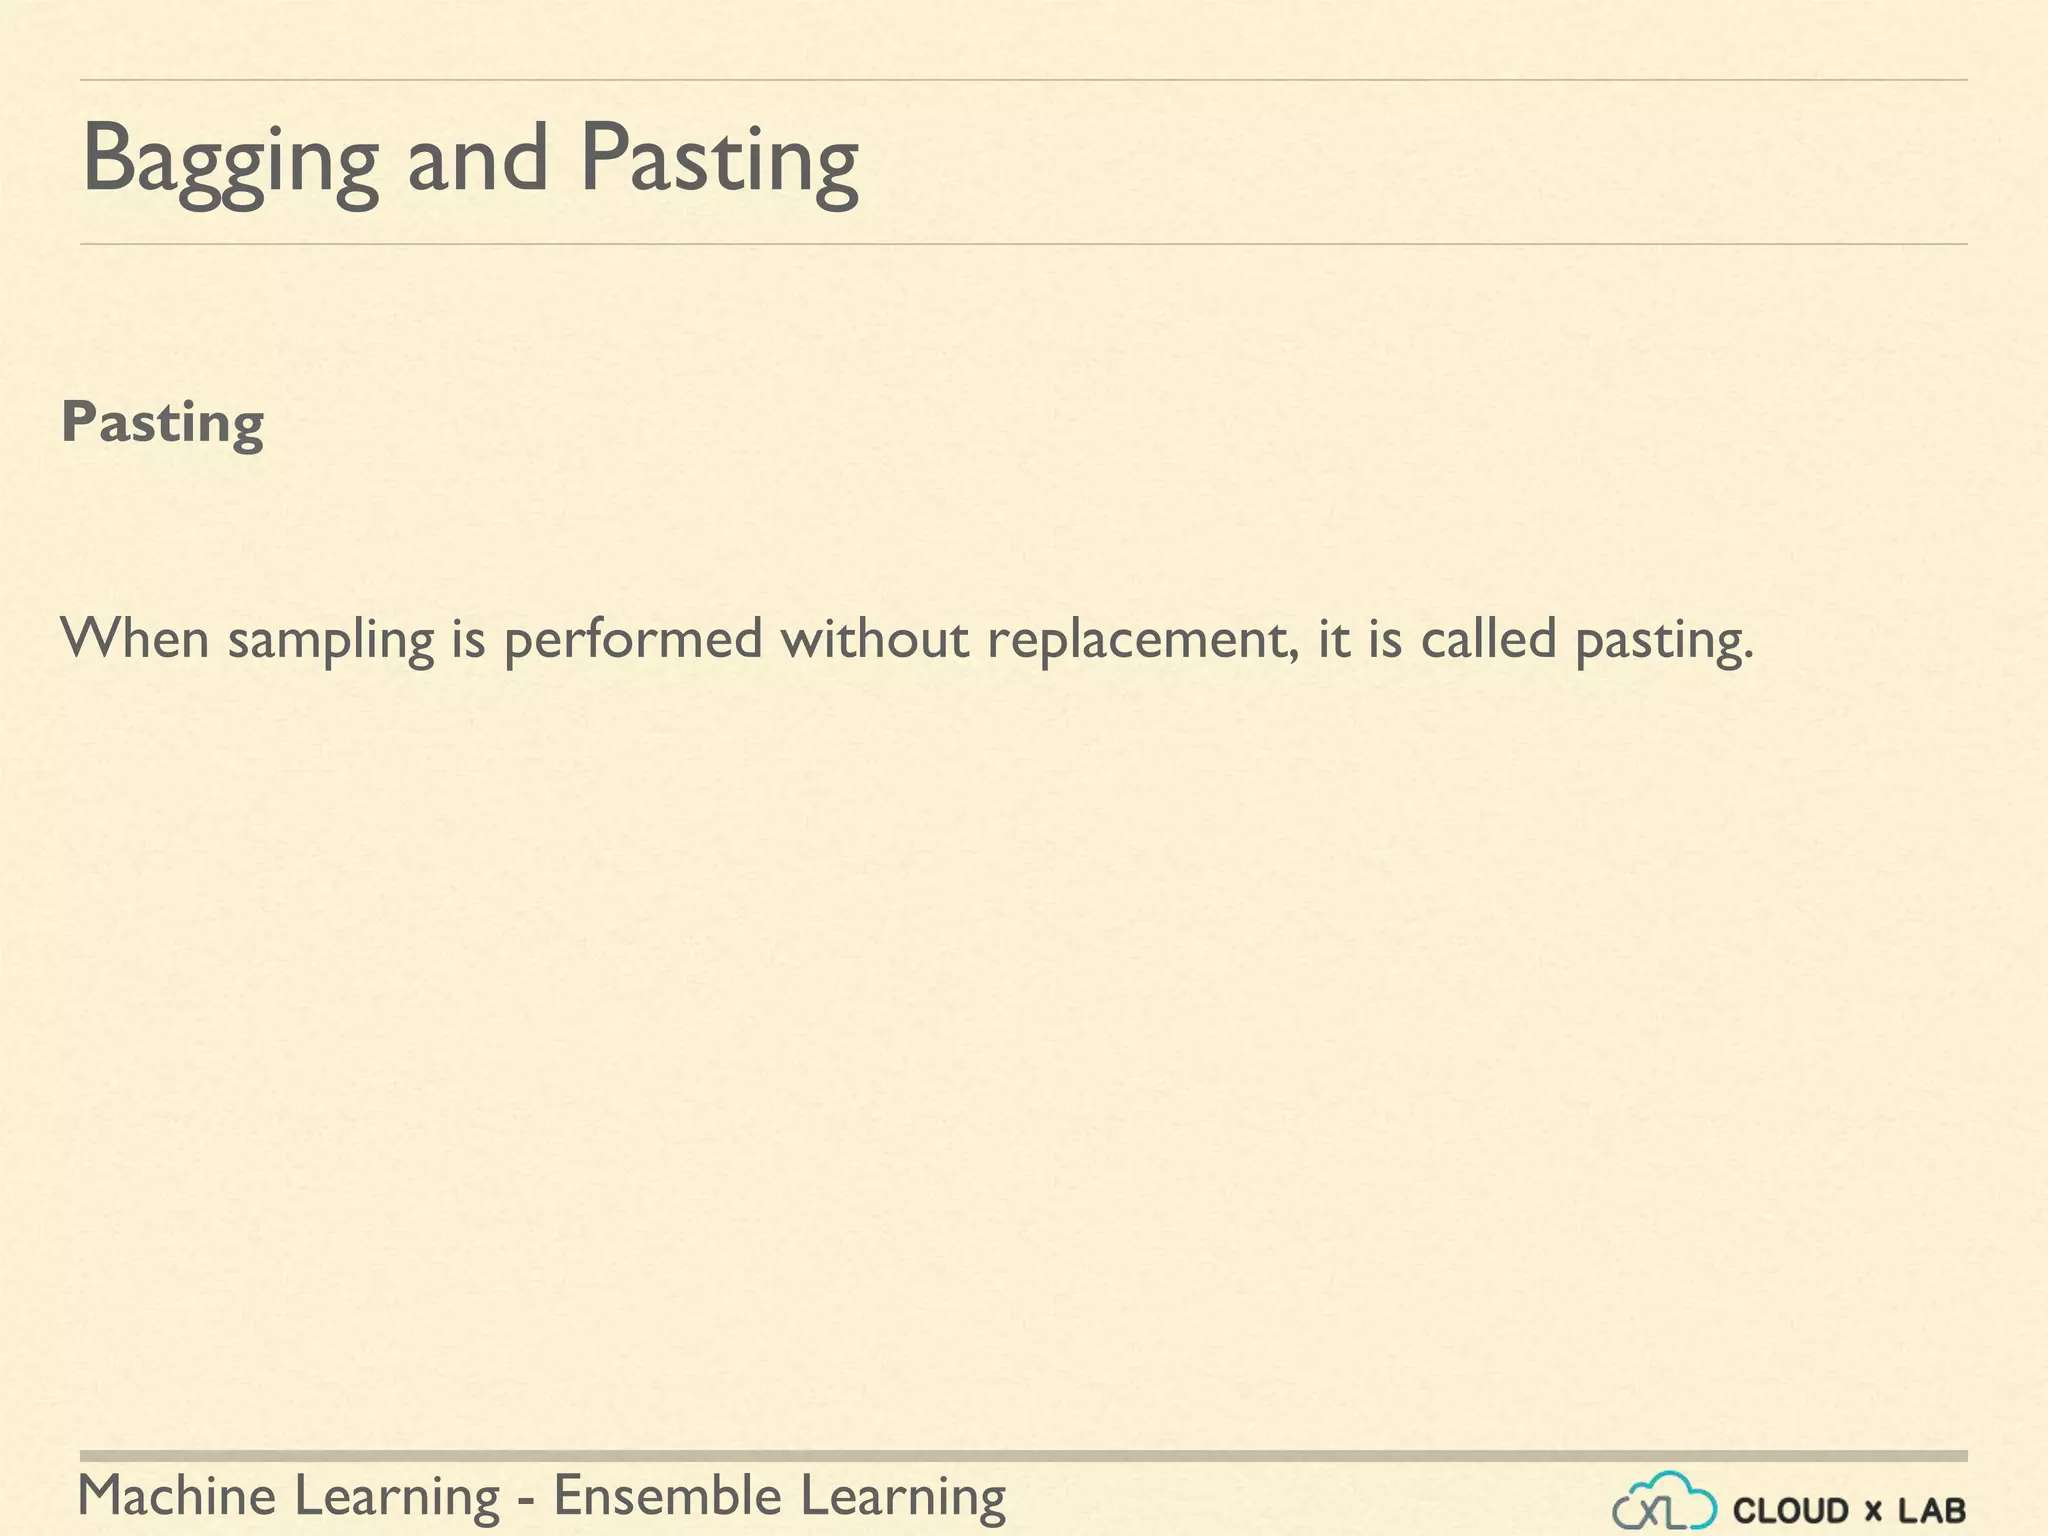 Bagging and Pasting
Pasting
When sampling is performed without replacement, it is called pasting.
Machine Learning - Ensemble Learning
CXL CLOUD x LAB